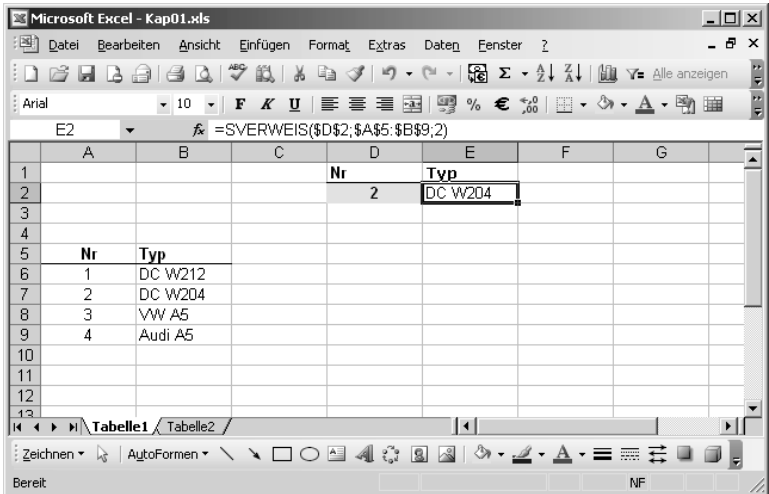 Microsoft Excel - Kap01.xls
Datei Bearbeiten Ansicht Einfügen Format Extras Daten Fenster ?
ABC Σ A Z Z A Alle anzeigen
Arial 10 F K U a % € ,0 ,00 A
E2 fx =SVERWEIS($D$2;$A$5:$B$9;2)
A B C D E F G
1 Nr Typ
2 2 DC W204
3
4
5 Nr Typ
6 1 DC W212
7 2 DC W204
8 3 VW A5
9 4 Audi A5
10
11
12
13
Tabelle1 Tabelle2
Zeichnen AutoFormen A
Bereit NF